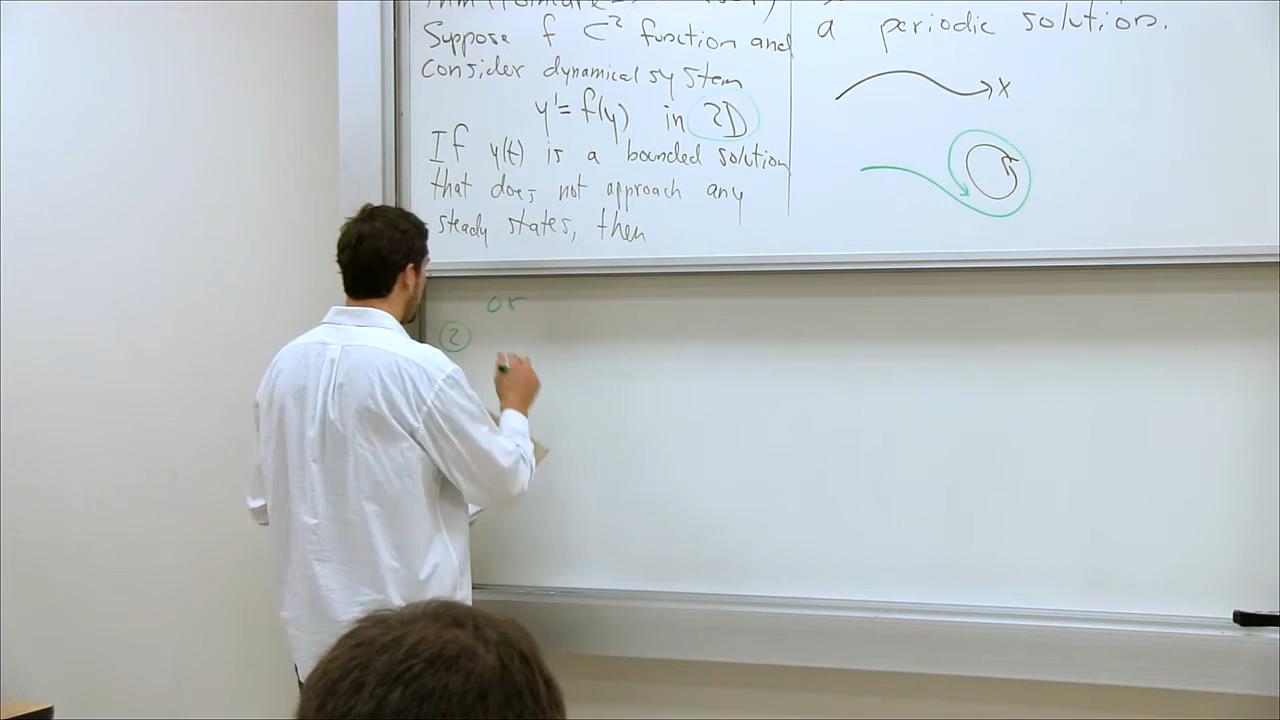 Suppose f C² function and
consider dynamical system
y' = f(y) in 2D
If y(t) is a bounded solution
that does not approach any
steady states, then
a periodic solution.
x
or
2